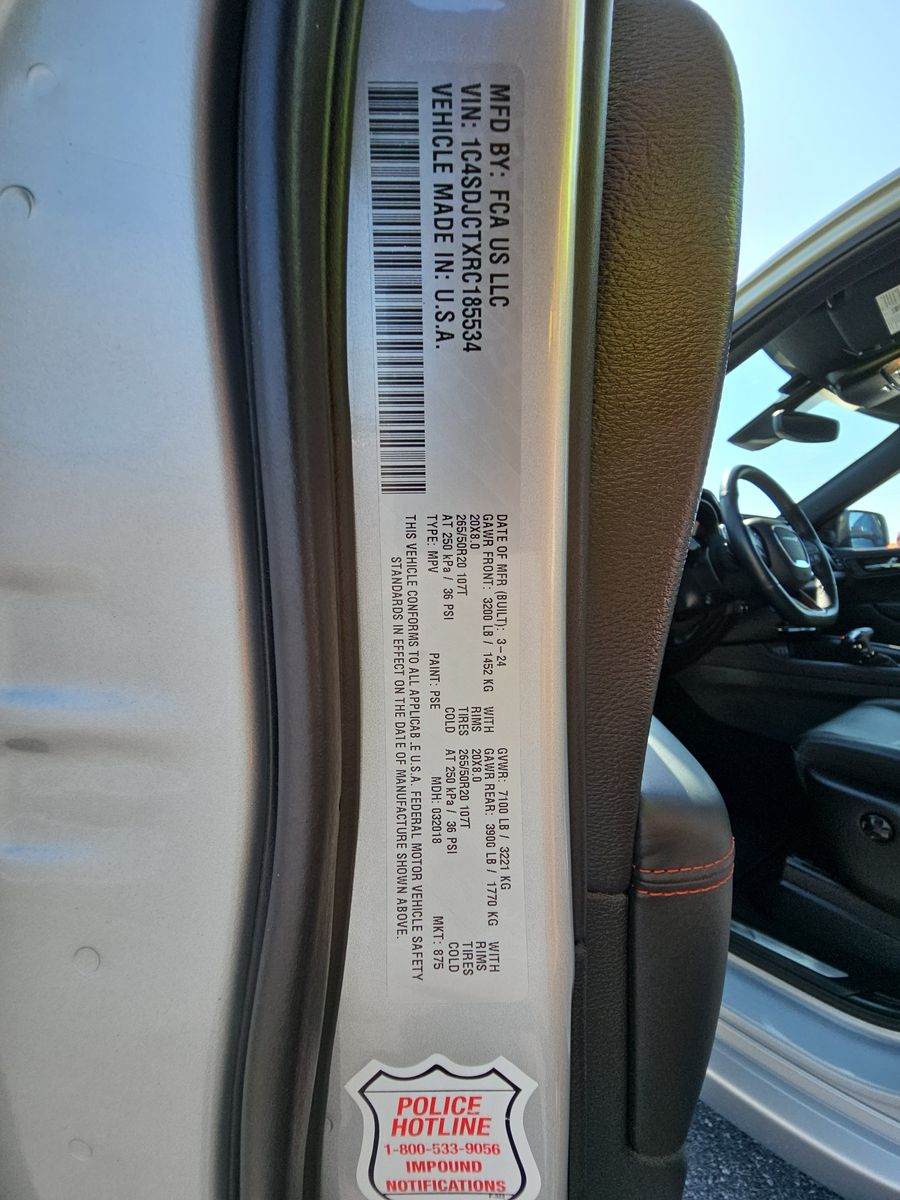 MFD BY: FCA US LLC
VIN: 1C4SDJCTXRC185534
VEHICLE MADE IN: U.S.A.
DATE OF MFR (BUILT): 3-24 GVWR: 7100 LB / 3221 KG
GAWR FRONT: 3200 LB / 1452 KG WITH GAWR REAR: 3900 LB / 1770 KG WITH
20X8.0 RIMS 20X8.0 RIMS
265/50R20 107T TIRES 265/50R20 107T TIRES
AT 250 kPa / 36 PSI COLD AT 250 kPa / 36 PSI COLD
TYPE: MPV PAINT: PSE MDH: 032018 MKT: 875
THIS VEHICLE CONFORMS TO ALL APPLICAB.E U.S.A. FEDERAL MOTOR VEHICLE SAFETY
STANDARDS IN EFFECT ON THE DATE OF MANUFACTURE SHOWN ABOVE.
POLICE
HOTLINE
1-800-533-9056
IMPOUND
NOTIFICATIONS